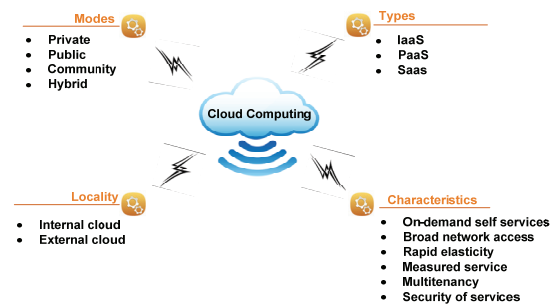 Modes
• Private
• Public
• Community
• Hybrid
Types
• IaaS
• PaaS
• Saas
Cloud Computing
Locality
• Internal cloud
• External cloud
Characteristics
• On-demand self services
• Broad network access
• Rapid elasticity
• Measured service
• Multitenancy
• Security of services